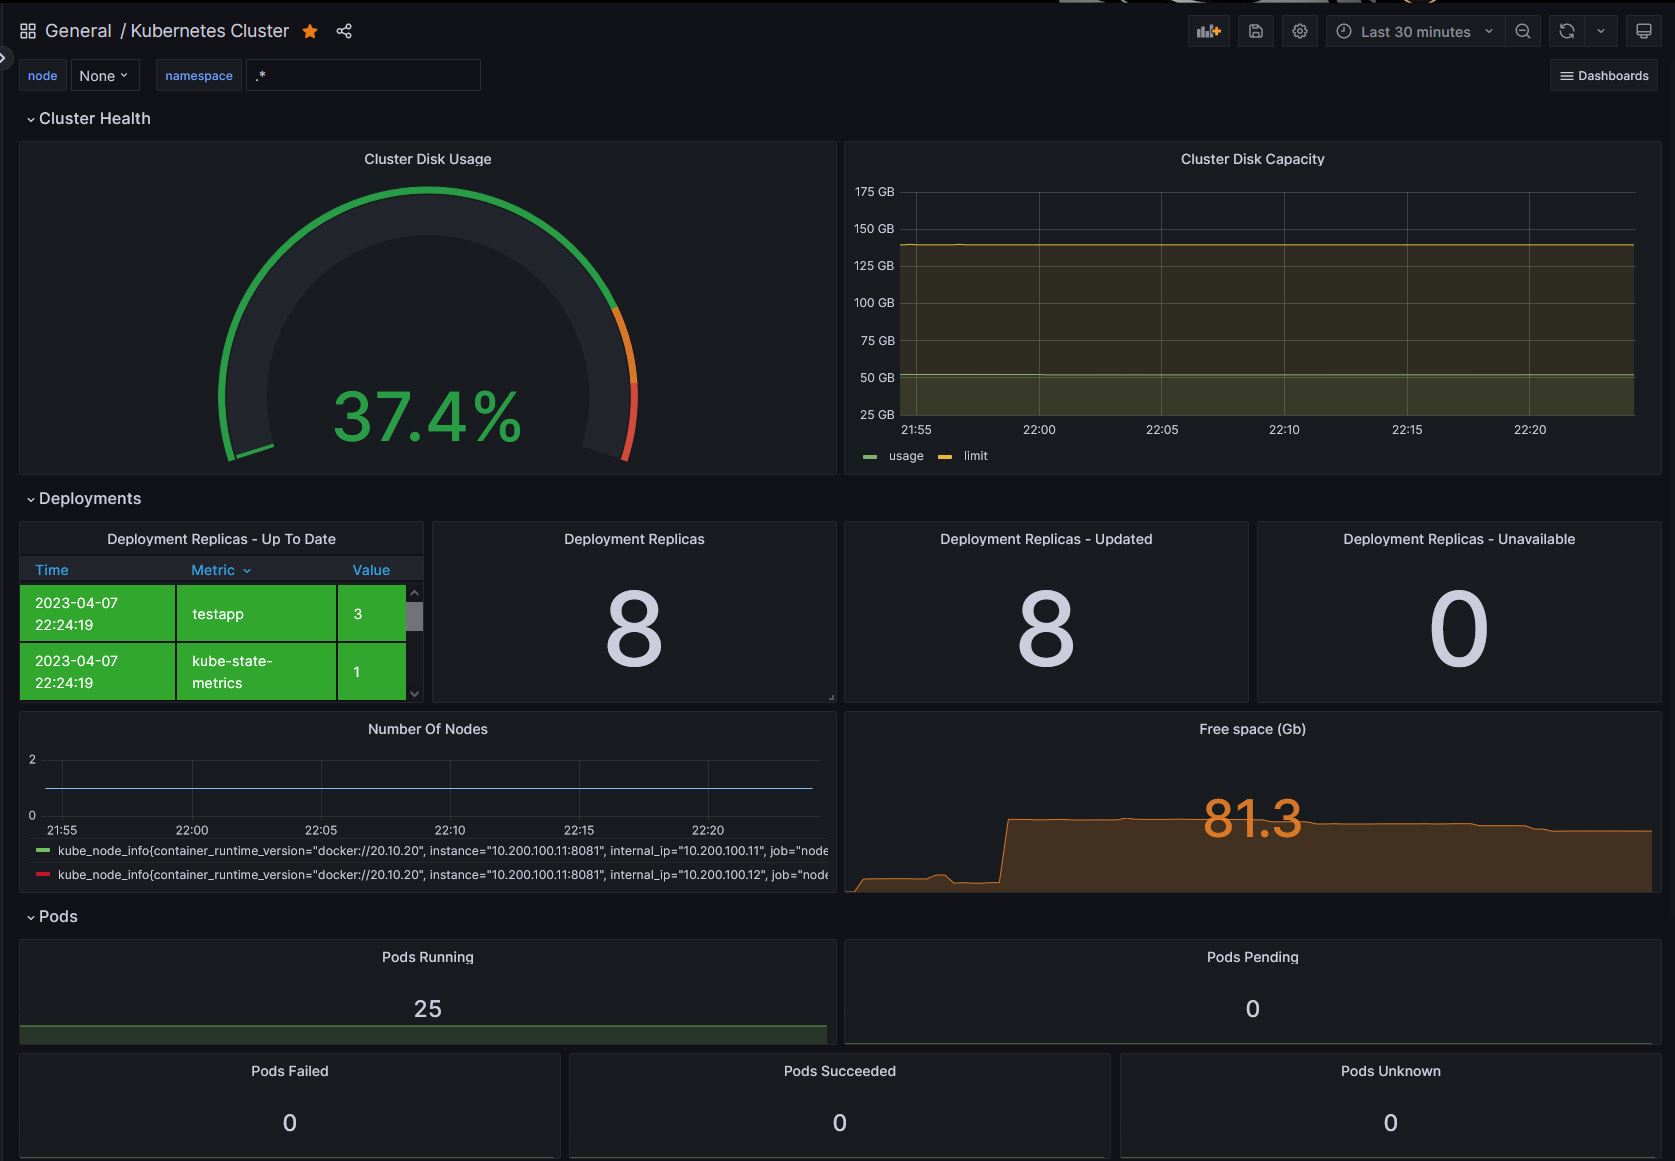 General / Kubernetes Cluster
Last 30 minutes
node None namespace .*
Dashboards
Cluster Health
Cluster Disk Usage
37.4%
Cluster Disk Capacity
175 GB
150 GB
125 GB
100 GB
75 GB
50 GB
25 GB
21:55 22:00 22:05 22:10 22:15 22:20
usage limit
Deployments
Deployment Replicas - Up To Date
Time Metric Value
2023-04-07 22:24:19 testapp 3
2023-04-07 22:24:19 kube-state-metrics 1
Deployment Replicas
8
Deployment Replicas - Updated
8
Deployment Replicas - Unavailable
0
Number Of Nodes
2
0
21:55 22:00 22:05 22:10 22:15 22:20
kube_node_info{container_runtime_version="docker://20.10.20", instance="10.200.100.11:8081", internal_ip="10.200.100.11", job="node
kube_node_info{container_runtime_version="docker://20.10.20", instance="10.200.100.11:8081", internal_ip="10.200.100.12", job="node
Free space (Gb)
81.3
Pods
Pods Running
25
Pods Pending
0
Pods Failed
0
Pods Succeeded
0
Pods Unknown
0